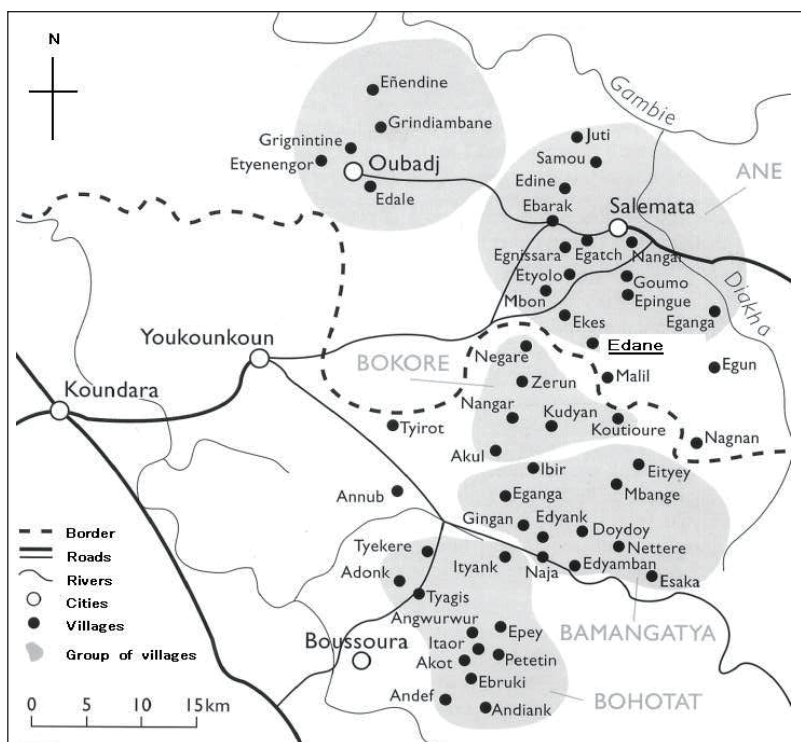 N
Gambie
Eñendine
Grindiambane
Grignintine
Etyenengor
Oubadj
Edale
Juti
Samou
Edine
Ebarak
ANE
Salemata
Egnissara
Egatch
Nangar
Etyolo
Goumo
Mbon
Epingue
Diakha
Ekes
Eganga
Edane
Youkounkoun
BOKORE
Negare
Egun
Koundara
Zerun
Malil
Nangar
Kudyan
Koutioure
Tyirot
Nagnan
Akul
Ibir
Eityey
Annub
Eganga
Mbange
Gingan
Edyank
Doydoy
Border
Roads
Rivers
Cities
Villages
Group of villages
Tyekere
Ityank
Naja
Nettere
Edyamban
Adonk
Esaka
Tyagis
Angwurwur
Epey
BAMANGATYA
Boussoura
Itaor
Akot
Petetin
Ebruki
Andef
Andiank
BOHOTAT
0 5 10 15km